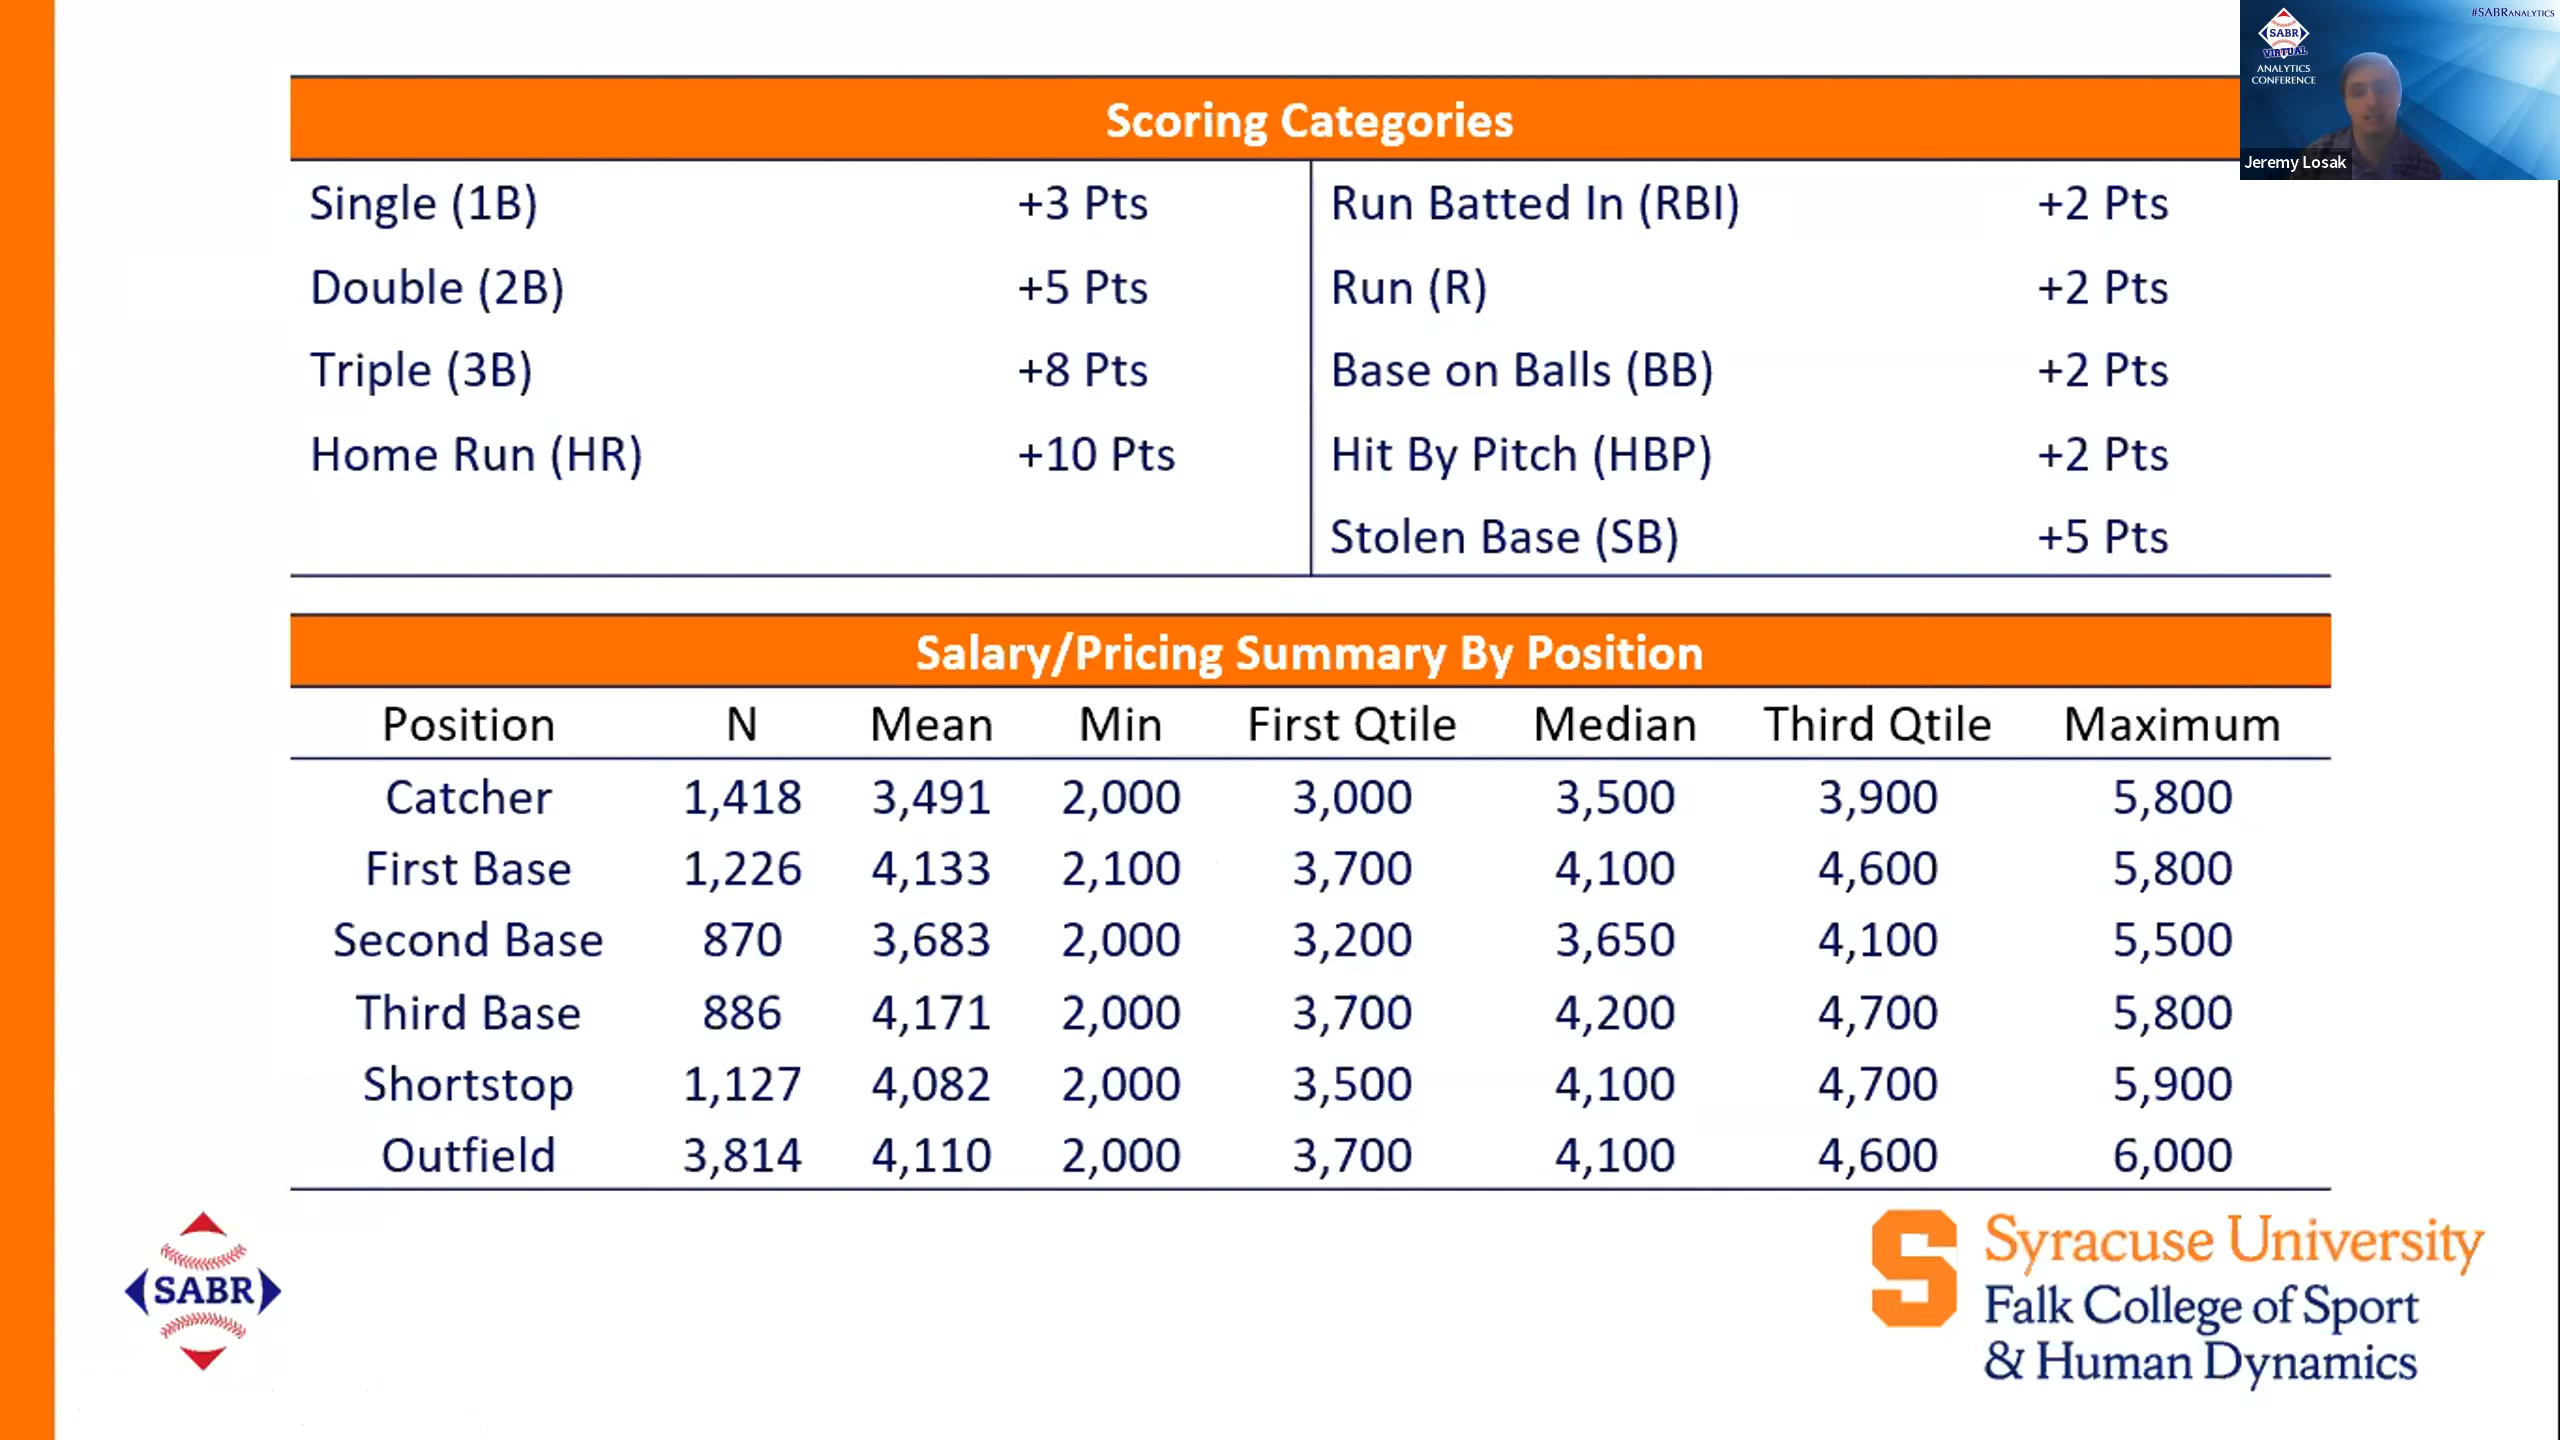 #SABRANALYTICS
SABR
VIRTUAL
ANALYTICS
CONFERENCE
Jeremy Losak
Scoring Categories
Single (1B) +3 Pts Run Batted In (RBI) +2 Pts
Double (2B) +5 Pts Run (R) +2 Pts
Triple (3B) +8 Pts Base on Balls (BB) +2 Pts
Home Run (HR) +10 Pts Hit By Pitch (HBP) +2 Pts
Stolen Base (SB) +5 Pts
Salary/Pricing Summary By Position
Position N Mean Min First Qtile Median Third Qtile Maximum
Catcher 1,418 3,491 2,000 3,000 3,500 3,900 5,800
First Base 1,226 4,133 2,100 3,700 4,100 4,600 5,800
Second Base 870 3,683 2,000 3,200 3,650 4,100 5,500
Third Base 886 4,171 2,000 3,700 4,200 4,700 5,800
Shortstop 1,127 4,082 2,000 3,500 4,100 4,700 5,900
Outfield 3,814 4,110 2,000 3,700 4,100 4,600 6,000
SABR
S
Syracuse University
Falk College of Sport
& Human Dynamics